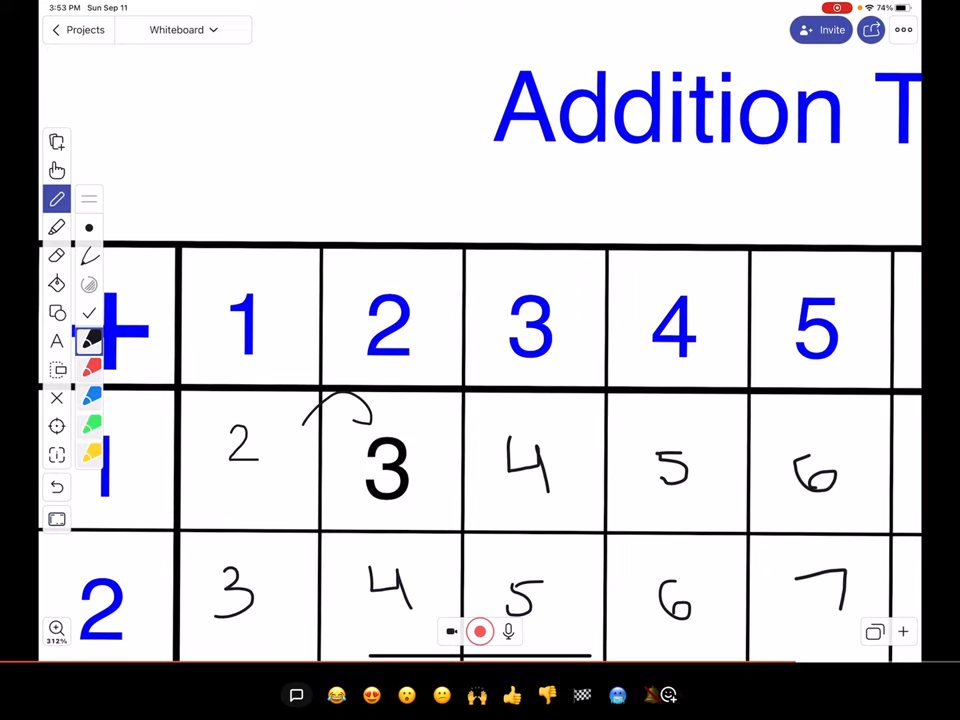 3:53 PM Sun Sep 11
74%
Projects
Whiteboard
Invite
Addition T
+ 1 2 3 4 5
1 2 3 4 5 6
2 3 4 5 6 7
A
312%